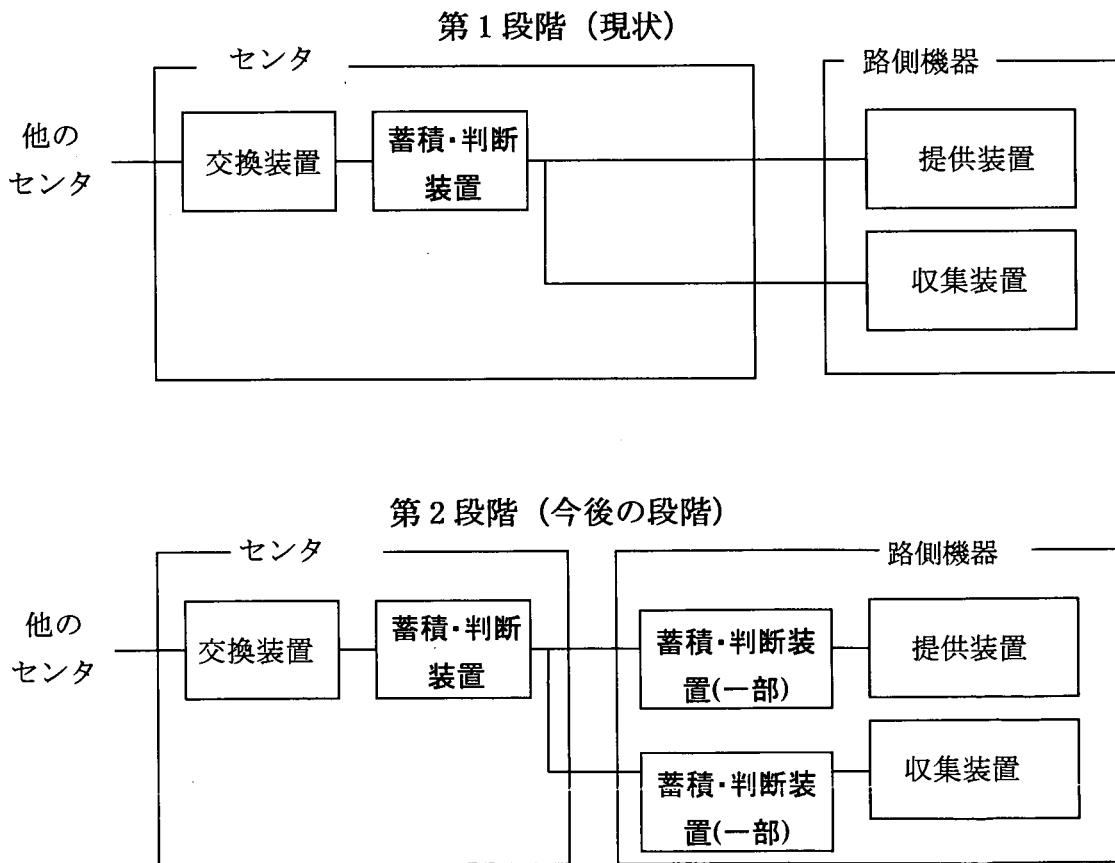 第1段階（現状）
センタ
路側機器
他の
センタ
交換装置
蓄積・判断
装置
提供装置
収集装置
第2段階（今後の段階）
センタ
路側機器
他の
センタ
交換装置
蓄積・判断
装置
蓄積・判断装
置(一部)
提供装置
蓄積・判断装
置(一部)
収集装置